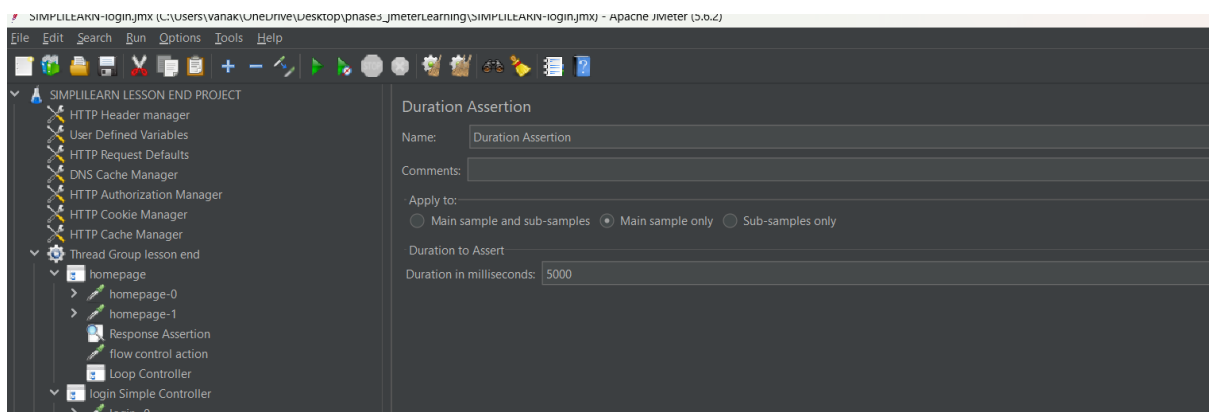 SIMPLILEARN-login.jmx (C:\Users\Vanak\OneDrive\Desktop\phase3_jmeterLearning\SIMPLILEARN-login.jmx) - Apache JMeter (5.6.2)
File Edit Search Run Options Tools Help
SIMPLILEARN LESSON END PROJECT
HTTP Header manager
User Defined Variables
HTTP Request Defaults
DNS Cache Manager
HTTP Authorization Manager
HTTP Cookie Manager
HTTP Cache Manager
Thread Group lesson end
homepage
homepage-0
homepage-1
Response Assertion
flow control action
Loop Controller
login Simple Controller
Duration Assertion
Name: Duration Assertion
Comments:
Apply to:
Main sample and sub-samples Main sample only Sub-samples only
Duration to Assert
Duration in milliseconds: 5000